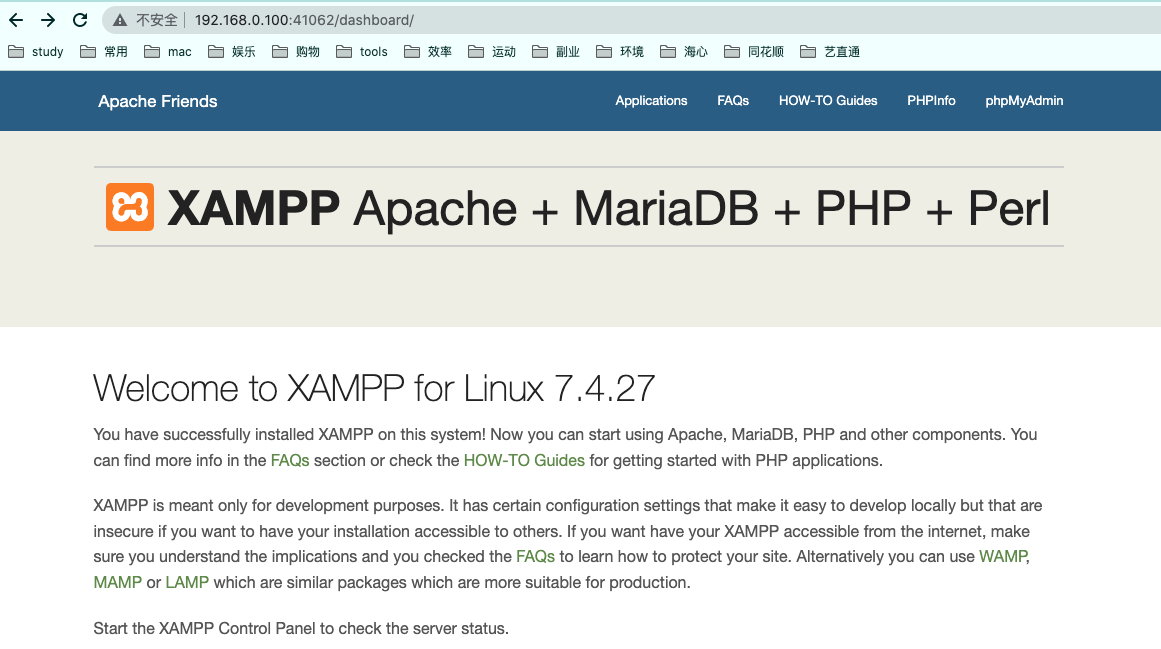 不安全 192.168.0.100:41062/dashboard/
study 常用 mac 娱乐 购物 tools 效率 运动 副业 环境 海心 同花顺 艺直通
Apache Friends Applications FAQs HOW-TO Guides PHPInfo phpMyAdmin
XAMPP Apache + MariaDB + PHP + Perl
Welcome to XAMPP for Linux 7.4.27
You have successfully installed XAMPP on this system! Now you can start using Apache, MariaDB, PHP and other components. You
can find more info in the FAQs section or check the HOW-TO Guides for getting started with PHP applications.
XAMPP is meant only for development purposes. It has certain configuration settings that make it easy to develop locally but that are
insecure if you want to have your installation accessible to others. If you want have your XAMPP accessible from the internet, make
sure you understand the implications and you checked the FAQs to learn how to protect your site. Alternatively you can use WAMP,
MAMP or LAMP which are similar packages which are more suitable for production.
Start the XAMPP Control Panel to check the server status.